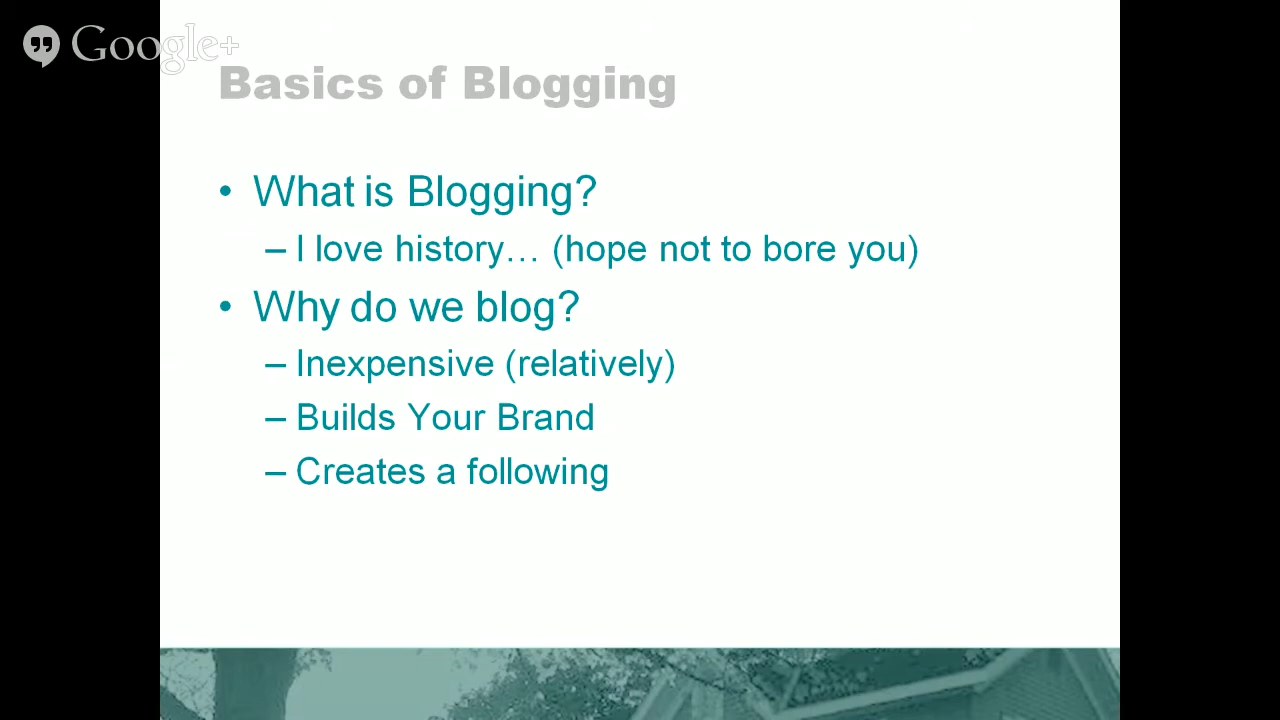 Google+
Basics of Blogging
• What is Blogging?
– I love history… (hope not to bore you)
• Why do we blog?
– Inexpensive (relatively)
– Builds Your Brand
– Creates a following